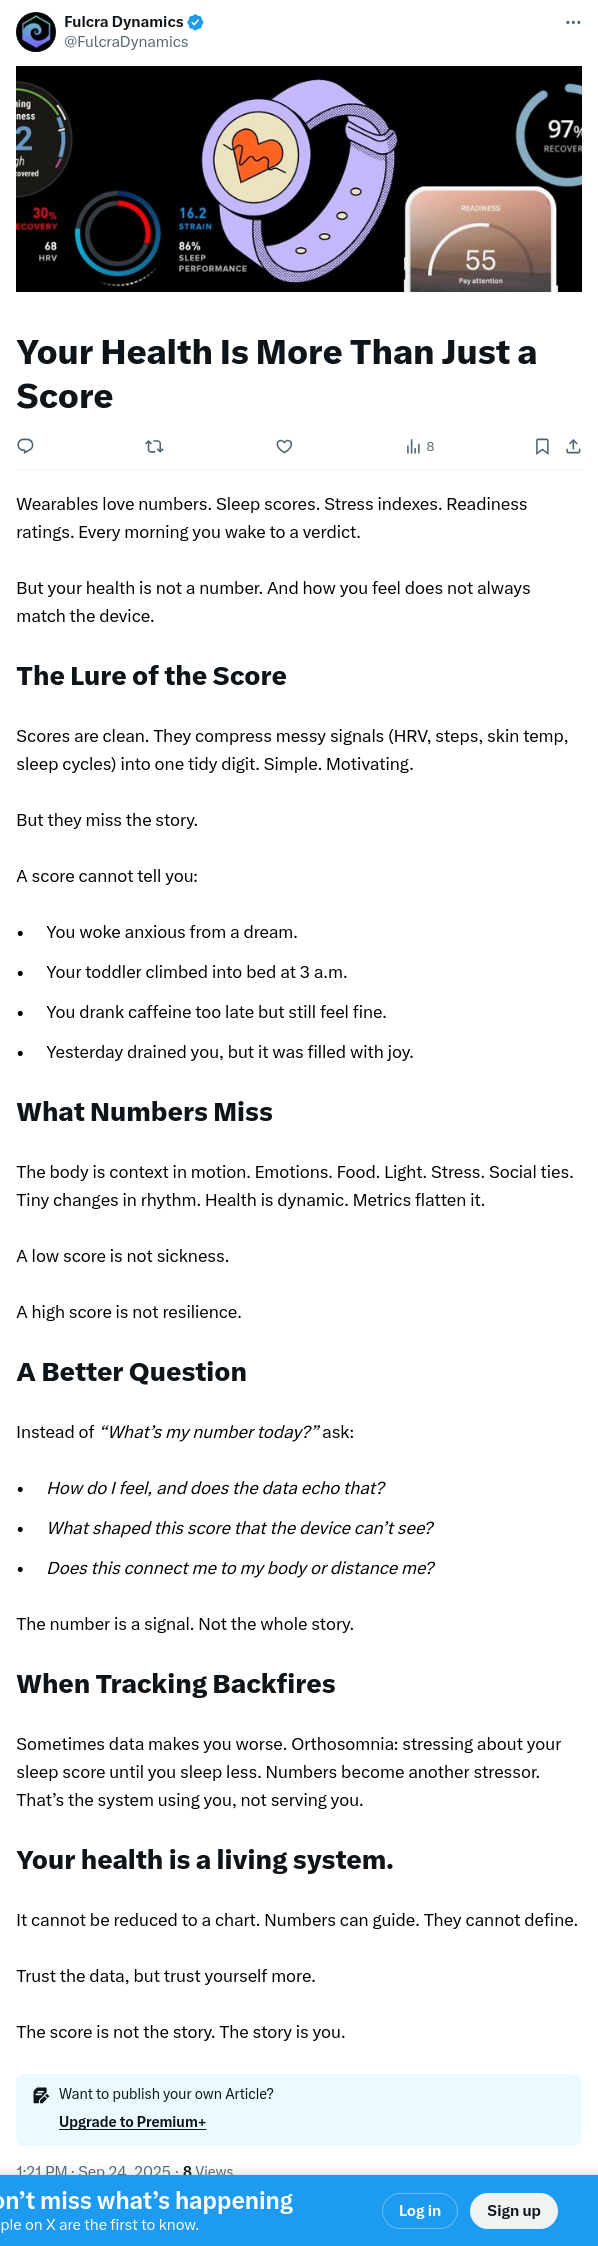 Fulcra Dynamics
@FulcraDynamics
30%
68
HRV
16.2
STRAIN
86%
SLEEP
PERFORMANCE
READINESS
55
Pay attention
97%
Your Health Is More Than Just a
Score
8
Wearables love numbers. Sleep scores. Stress indexes. Readiness
ratings. Every morning you wake to a verdict.
But your health is not a number. And how you feel does not always
match the device.
The Lure of the Score
Scores are clean. They compress messy signals (HRV, steps, skin temp,
sleep cycles) into one tidy digit. Simple. Motivating.
But they miss the story.
A score cannot tell you:
• You woke anxious from a dream.
• Your toddler climbed into bed at 3 a.m.
• You drank caffeine too late but still feel fine.
• Yesterday drained you, but it was filled with joy.
What Numbers Miss
The body is context in motion. Emotions. Food. Light. Stress. Social ties.
Tiny changes in rhythm. Health is dynamic. Metrics flatten it.
A low score is not sickness.
A high score is not resilience.
A Better Question
Instead of “What’s my number today?” ask:
• How do I feel, and does the data echo that?
• What shaped this score that the device can’t see?
• Does this connect me to my body or distance me?
The number is a signal. Not the whole story.
When Tracking Backfires
Sometimes data makes you worse. Orthosomnia: stressing about your
sleep score until you sleep less. Numbers become another stressor.
That’s the system using you, not serving you.
Your health is a living system.
It cannot be reduced to a chart. Numbers can guide. They cannot define.
Trust the data, but trust yourself more.
The score is not the story. The story is you.
Want to publish your own Article?
Upgrade to Premium+
1:21 PM · Sep 24, 2025 · 8 Views
on’t miss what’s happening
ple on X are the first to know.
Log in
Sign up